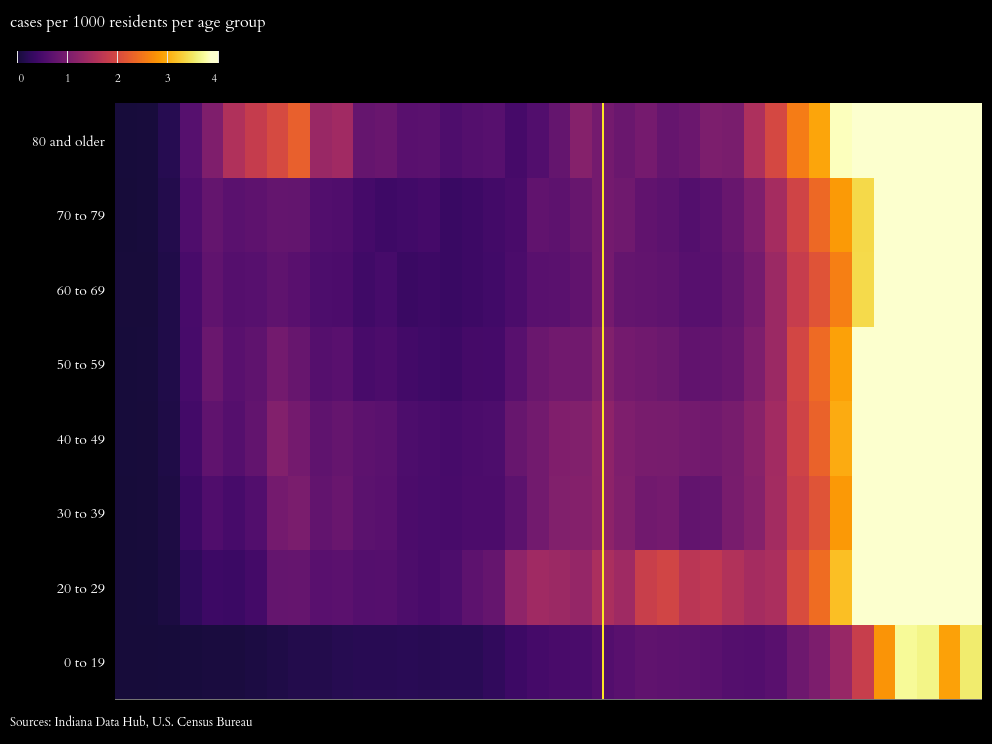 cases per 1000 residents per age group
0 1 2 3 4
80 and older
70 to 79
60 to 69
50 to 59
40 to 49
30 to 39
20 to 29
0 to 19
Sources: Indiana Data Hub, U.S. Census Bureau